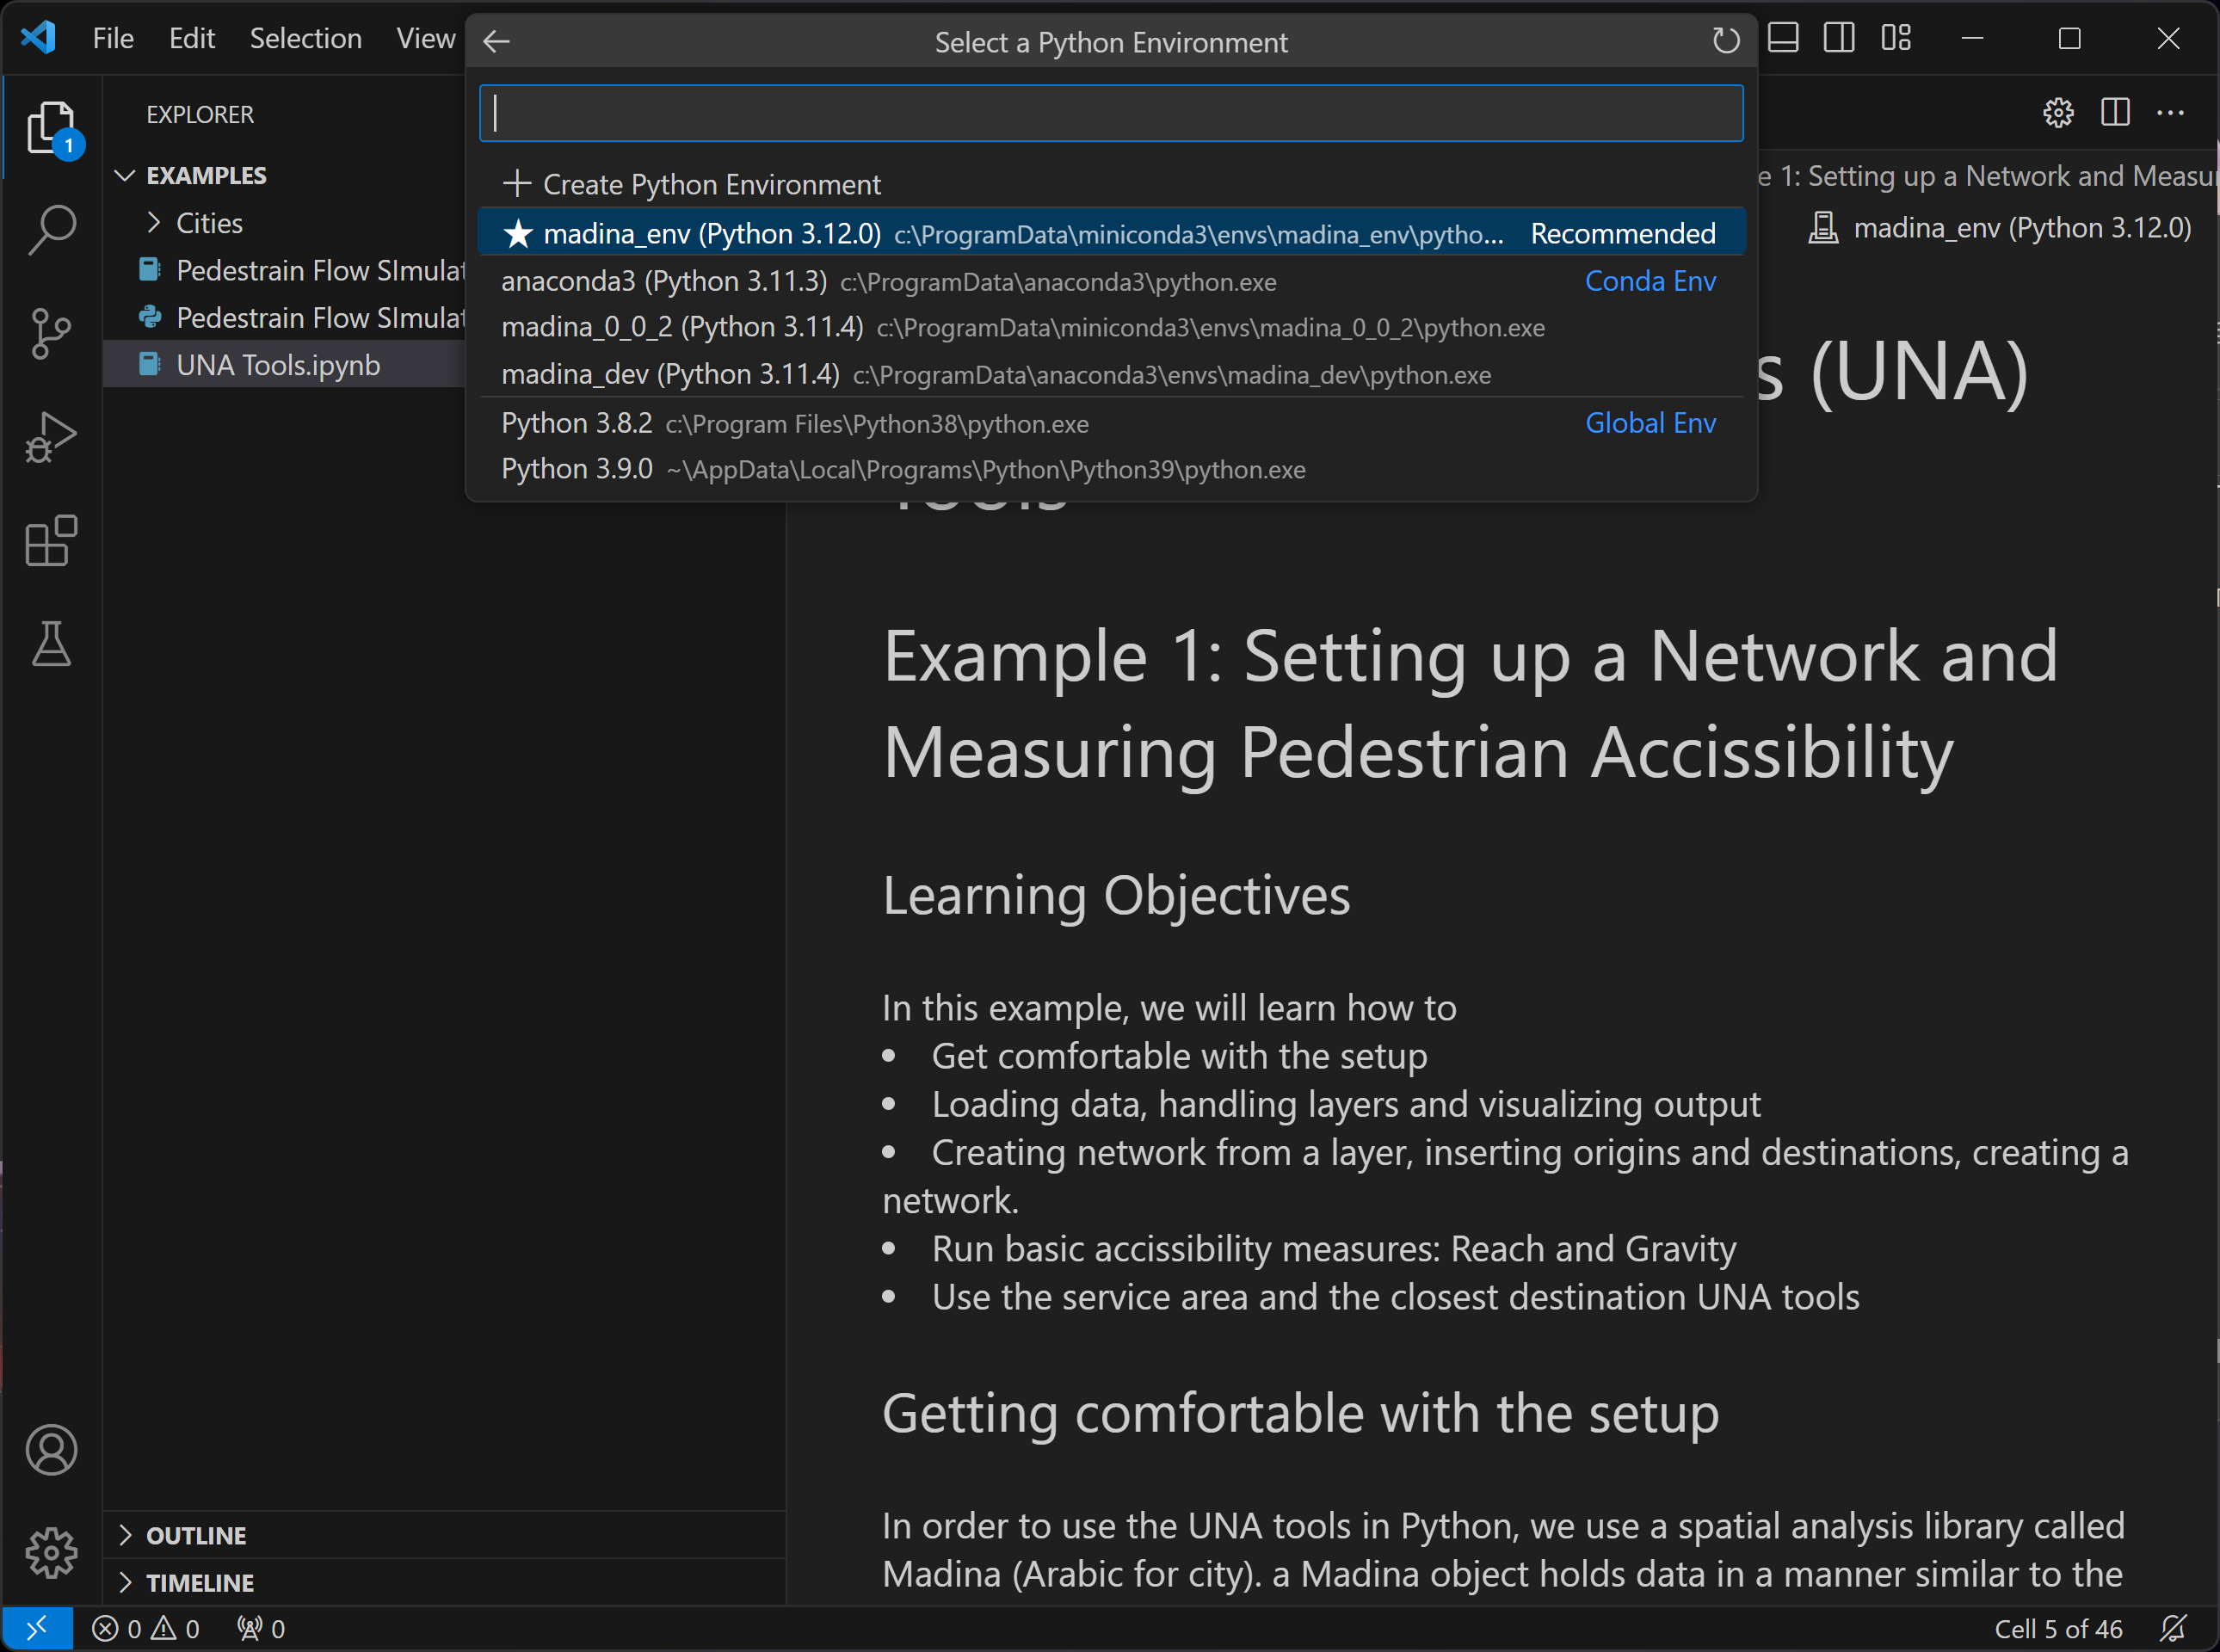 File Edit Selection View
Select a Python Environment
EXPLORER
1
EXAMPLES
Cities
Pedestrain Flow SImulat
Pedestrain Flow SImulat
UNA Tools.ipynb
Create Python Environment
madina_env (Python 3.12.0) c:\ProgramData\miniconda3\envs\madina_env\pytho... Recommended
anaconda3 (Python 3.11.3) c:\ProgramData\anaconda3\python.exe Conda Env
madina_0_0_2 (Python 3.11.4) c:\ProgramData\miniconda3\envs\madina_0_0_2\python.exe
madina_dev (Python 3.11.4) c:\ProgramData\anaconda3\envs\madina_dev\python.exe
Python 3.8.2 c:\Program Files\Python38\python.exe Global Env
Python 3.9.0 ~\AppData\Local\Programs\Python\Python39\python.exe
e 1: Setting up a Network and Measu
madina_env (Python 3.12.0)
s (UNA)
Tools
Example 1: Setting up a Network and
Measuring Pedestrian Accissibility
Learning Objectives
In this example, we will learn how to
• Get comfortable with the setup
• Loading data, handling layers and visualizing output
• Creating network from a layer, inserting origins and destinations, creating a
network.
• Run basic accissibility measures: Reach and Gravity
• Use the service area and the closest destination UNA tools
Getting comfortable with the setup
In order to use the UNA tools in Python, we use a spatial analysis library called
Madina (Arabic for city). a Madina object holds data in a manner similar to the
OUTLINE
TIMELINE
0 0 0
Cell 5 of 46